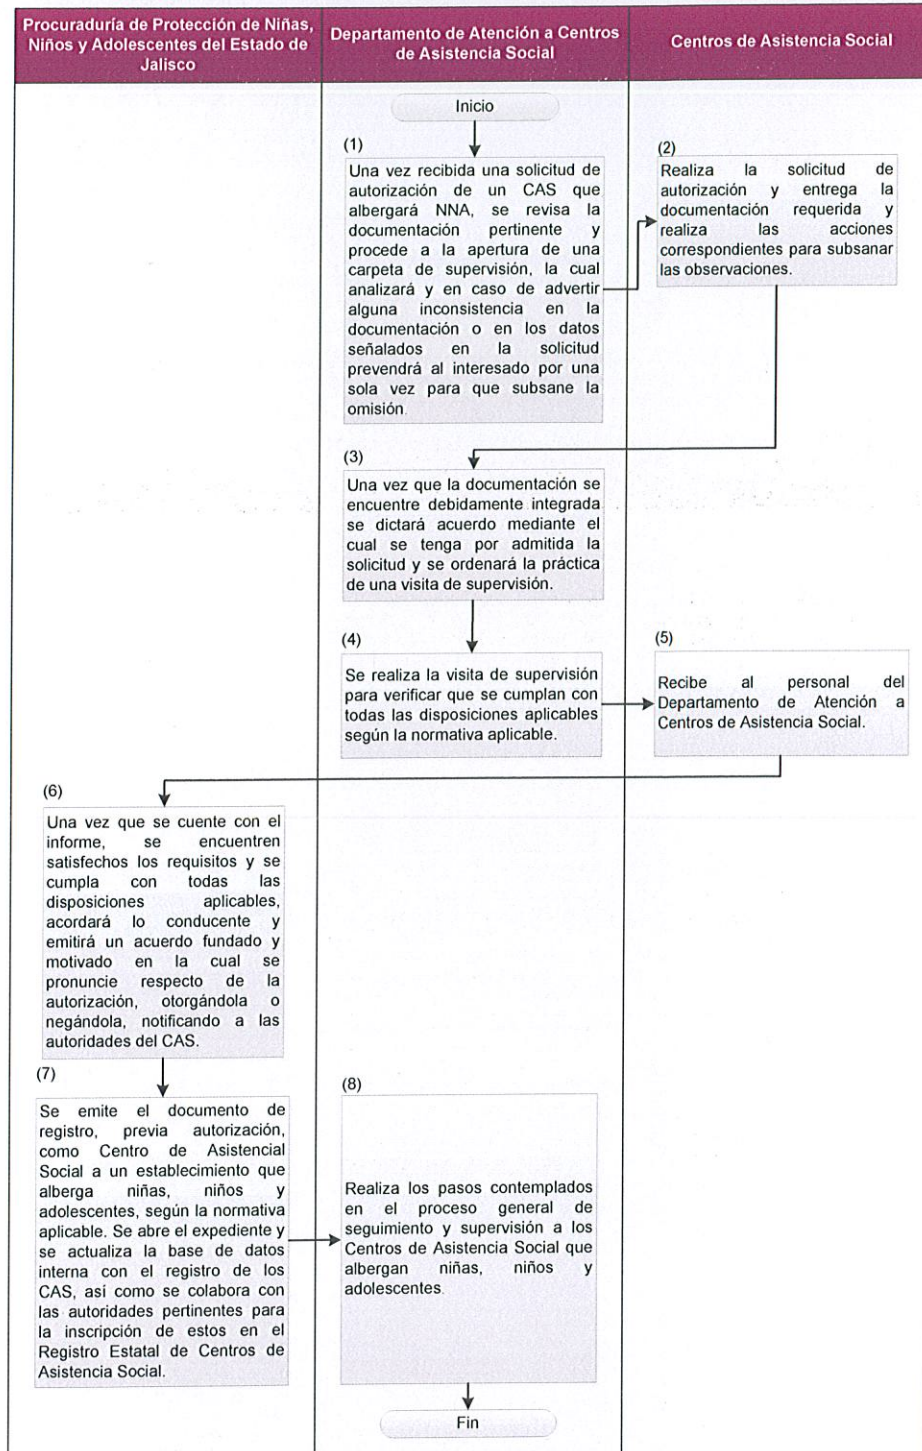 Procuraduría de Protección de Niñas,
Niños y Adolescentes del Estado de
Jalisco
Departamento de Atención a Centros
de Asistencia Social
Centros de Asistencia Social
Inicio
(1)
Una vez recibida una solicitud de
autorización de un CAS que
albergará NNA, se revisa la
documentación pertinente y
procede a la apertura de una
carpeta de supervisión, la cual
analizará y en caso de advertir
alguna inconsistencia en la
documentación o en los datos
señalados en la solicitud
prevendrá al interesado por una
sola vez para que subsane la
omisión.
(2)
Realiza la solicitud de
autorización y entrega la
documentación requerida y
realiza las acciones
correspondientes para subsanar
las observaciones.
(3)
Una vez que la documentación se
encuentre debidamente integrada
se dictará acuerdo mediante el
cual se tenga por admitida la
solicitud y se ordenará la práctica
de una visita de supervisión.
(4)
Se realiza la visita de supervisión
para verificar que se cumplan con
todas las disposiciones aplicables
según la normativa aplicable.
(5)
Recibe al personal del
Departamento de Atención a
Centros de Asistencia Social.
(6)
Una vez que se cuente con el
informe, se encuentren
satisfechos los requisitos y se
cumpla con todas las
disposiciones aplicables,
acordará lo conducente y
emitirá un acuerdo fundado y
motivado en la cual se
pronuncie respecto de la
autorización, otorgándola o
negándola, notificando a las
autoridades del CAS.
(7)
Se emite el documento de
registro, previa autorización,
como Centro de Asistencial
Social a un establecimiento que
alberga niñas, niños y
adolescentes, según la normativa
aplicable. Se abre el expediente y
se actualiza la base de datos
interna con el registro de los
CAS, así como se colabora con
las autoridades pertinentes para
la inscripción de estos en el
Registro Estatal de Centros de
Asistencia Social.
(8)
Realiza los pasos contemplados
en el proceso general de
seguimiento y supervisión a los
Centros de Asistencia Social que
albergan niñas, niños y
adolescentes.
Fin